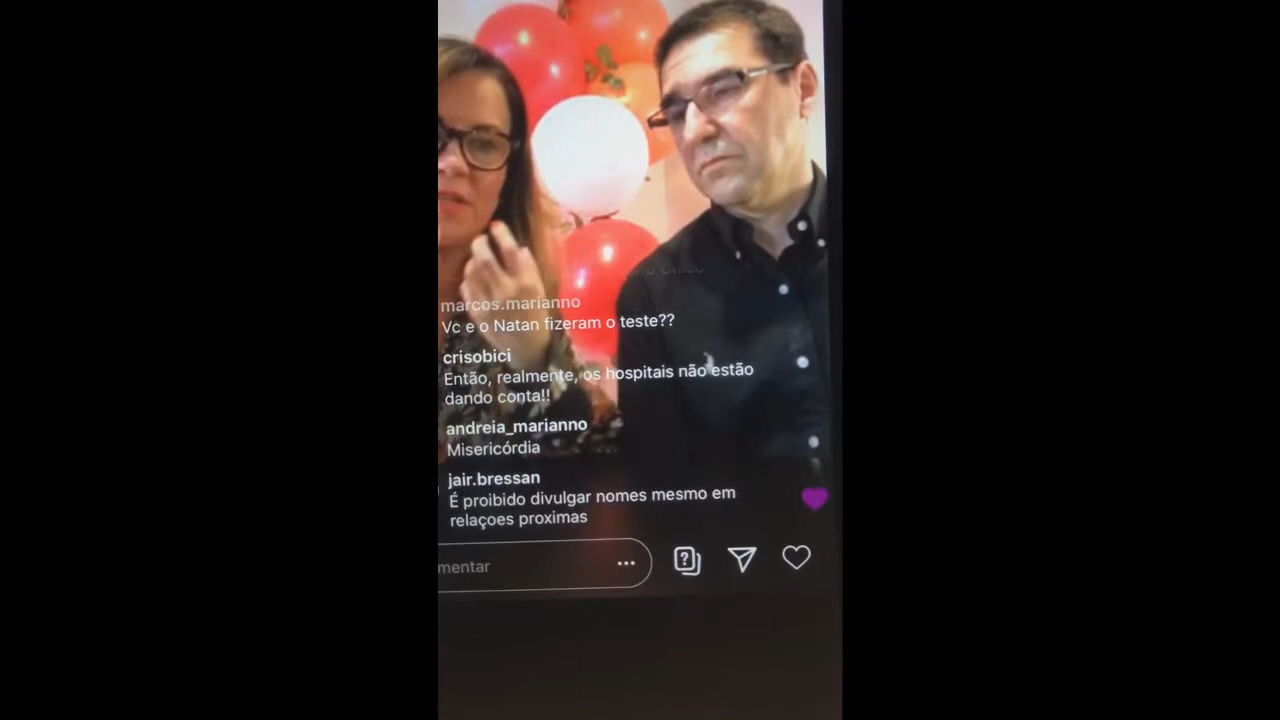 marcos.marianno
Vc e o Natan fizeram o teste??
crisobici
Então, realmente, os hospitais não estão
dando conta!!
andreia_marianno
Misericórdia
jair.bressan
É proibido divulgar nomes mesmo em
relaçoes proximas
mentar